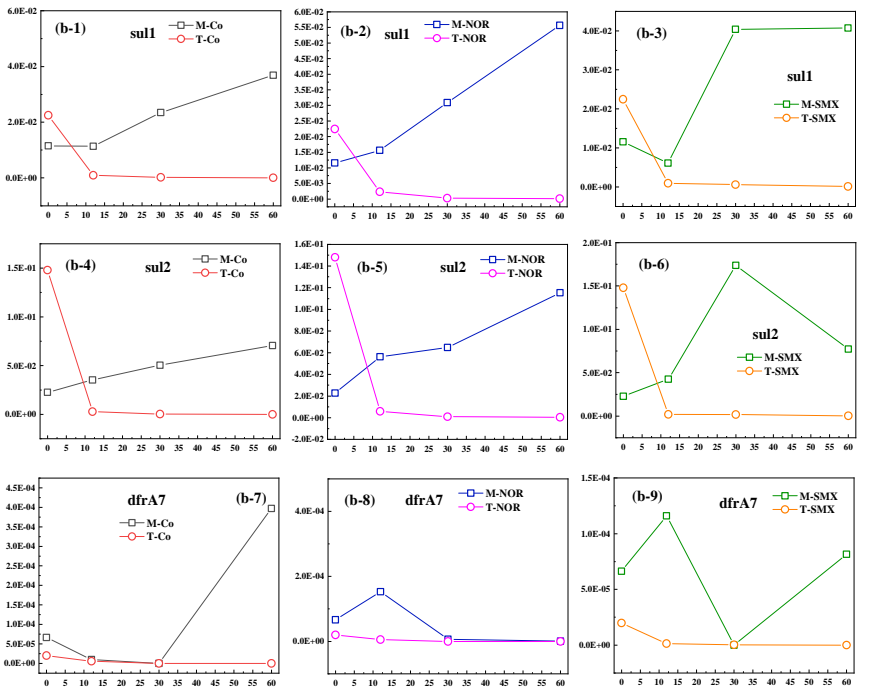 (b-1) sul1
M-Co
T-Co
6.0E-02
4.0E-02
2.0E-02
0.0E+00
0 5 10 15 20 25 30 35 40 45 50 55 60
(b-2) sul1
M-NOR
T-NOR
6.0E-02
5.5E-02
5.0E-02
4.5E-02
4.0E-02
3.5E-02
3.0E-02
2.5E-02
2.0E-02
1.5E-02
1.0E-02
5.0E-03
0.0E+00
0 5 10 15 20 25 30 35 40 45 50 55 60
(b-3)
sul1
M-SMX
T-SMX
4.0E-02
3.0E-02
2.0E-02
1.0E-02
0.0E+00
0 5 10 15 20 25 30 35 40 45 50 55 60
(b-4) sul2
M-Co
T-Co
1.5E-01
1.0E-01
5.0E-02
0.0E+00
0 5 10 15 20 25 30 35 40 45 50 55 60
(b-5) sul2
M-NOR
T-NOR
1.6E-01
1.4E-01
1.2E-01
1.0E-01
8.0E-02
6.0E-02
4.0E-02
2.0E-02
0.0E+00
-2.0E-02
0 5 10 15 20 25 30 35 40 45 50 55 60
(b-6)
sul2
M-SMX
T-SMX
2.0E-01
1.5E-01
1.0E-01
5.0E-02
0.0E+00
0 5 10 15 20 25 30 35 40 45 50 55 60
dfrA7 (b-7)
M-Co
T-Co
4.5E-04
4.0E-04
3.5E-04
3.0E-04
2.5E-04
2.0E-04
1.5E-04
1.0E-04
5.0E-05
0.0E+00
0 5 10 15 20 25 30 35 40 45 50 55 60
(b-8) dfrA7
M-NOR
T-NOR
4.0E-04
2.0E-04
0.0E+00
0 5 10 15 20 25 30 35 40 45 50 55 60
(b-9) dfrA7
M-SMX
T-SMX
1.5E-04
1.0E-04
5.0E-05
0.0E+00
0 5 10 15 20 25 30 35 40 45 50 55 60